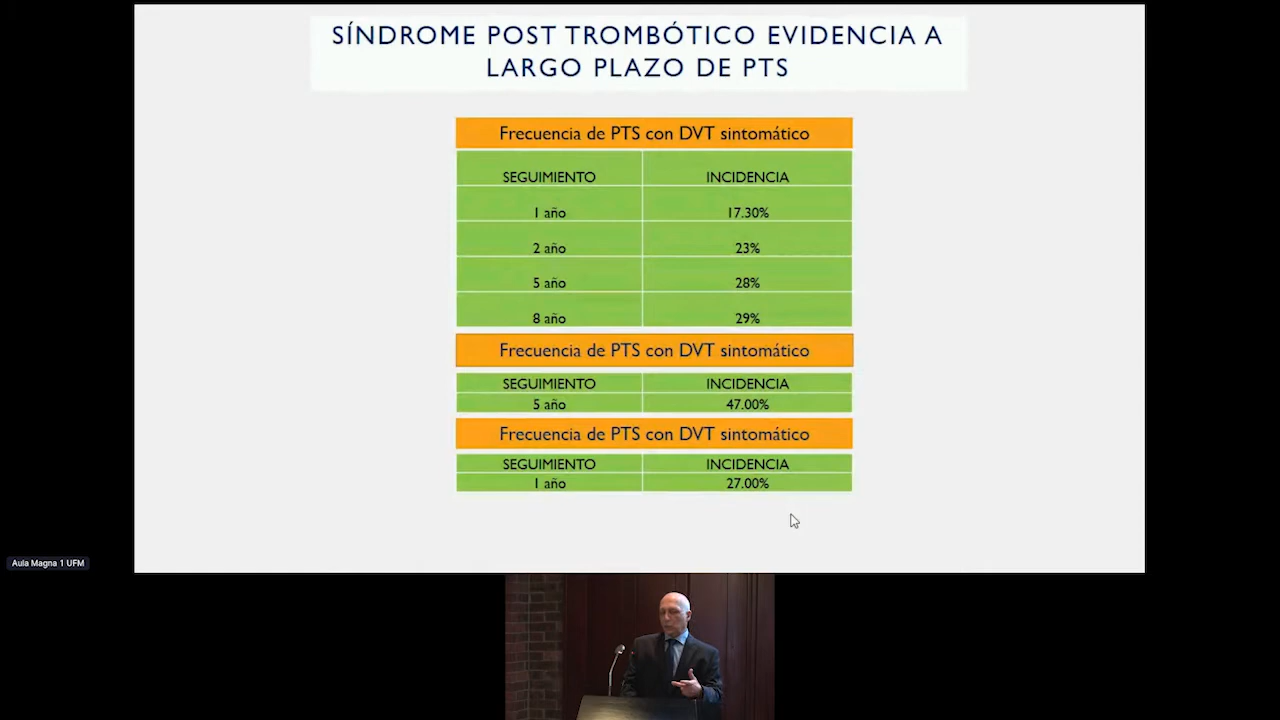 SÍNDROME POST TROMBÓTICO EVIDENCIA A
LARGO PLAZO DE PTS
Frecuencia de PTS con DVT sintomático
SEGUIMIENTO INCIDENCIA
1 año 17.30%
2 año 23%
5 año 28%
8 año 29%
Frecuencia de PTS con DVT sintomático
SEGUIMIENTO INCIDENCIA
5 año 47.00%
Frecuencia de PTS con DVT sintomático
SEGUIMIENTO INCIDENCIA
1 año 27.00%
Aula Magna 1 UFM